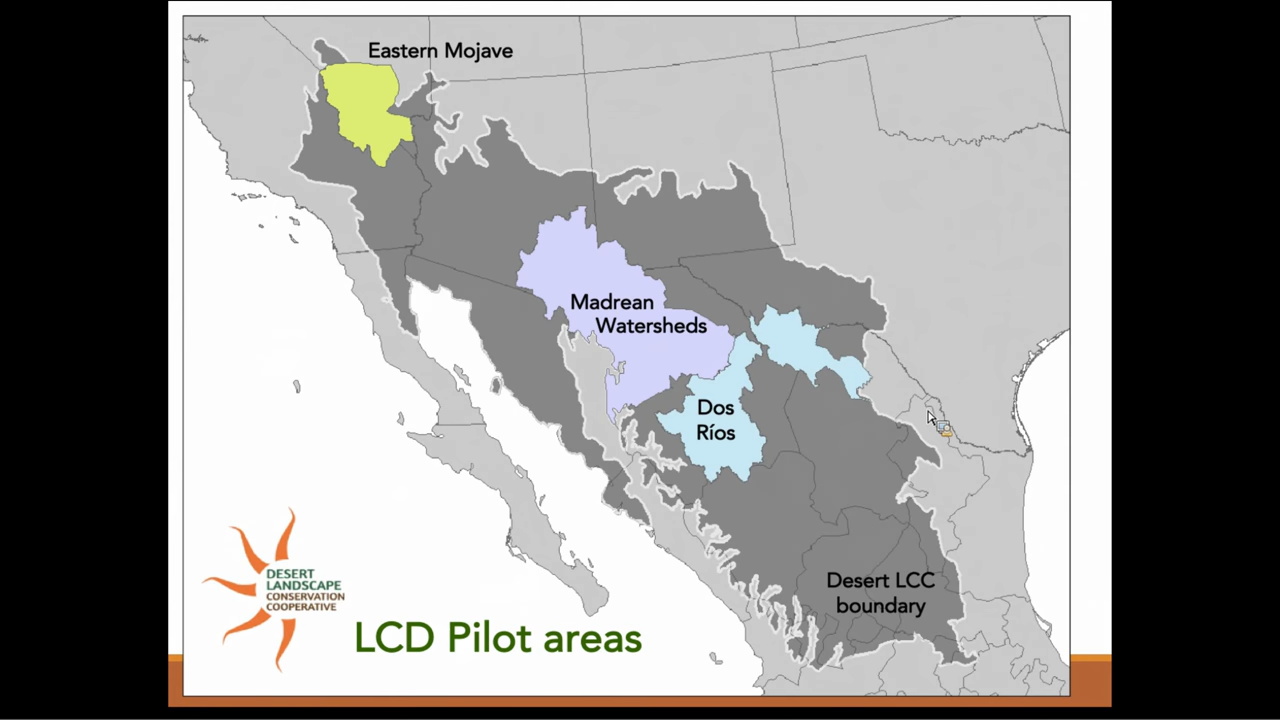 Eastern Mojave
Madrean
Watersheds
Dos
Ríos
Desert LCC
boundary
DESERT
LANDSCAPE
CONSERVATION
COOPERATIVE
LCD Pilot areas